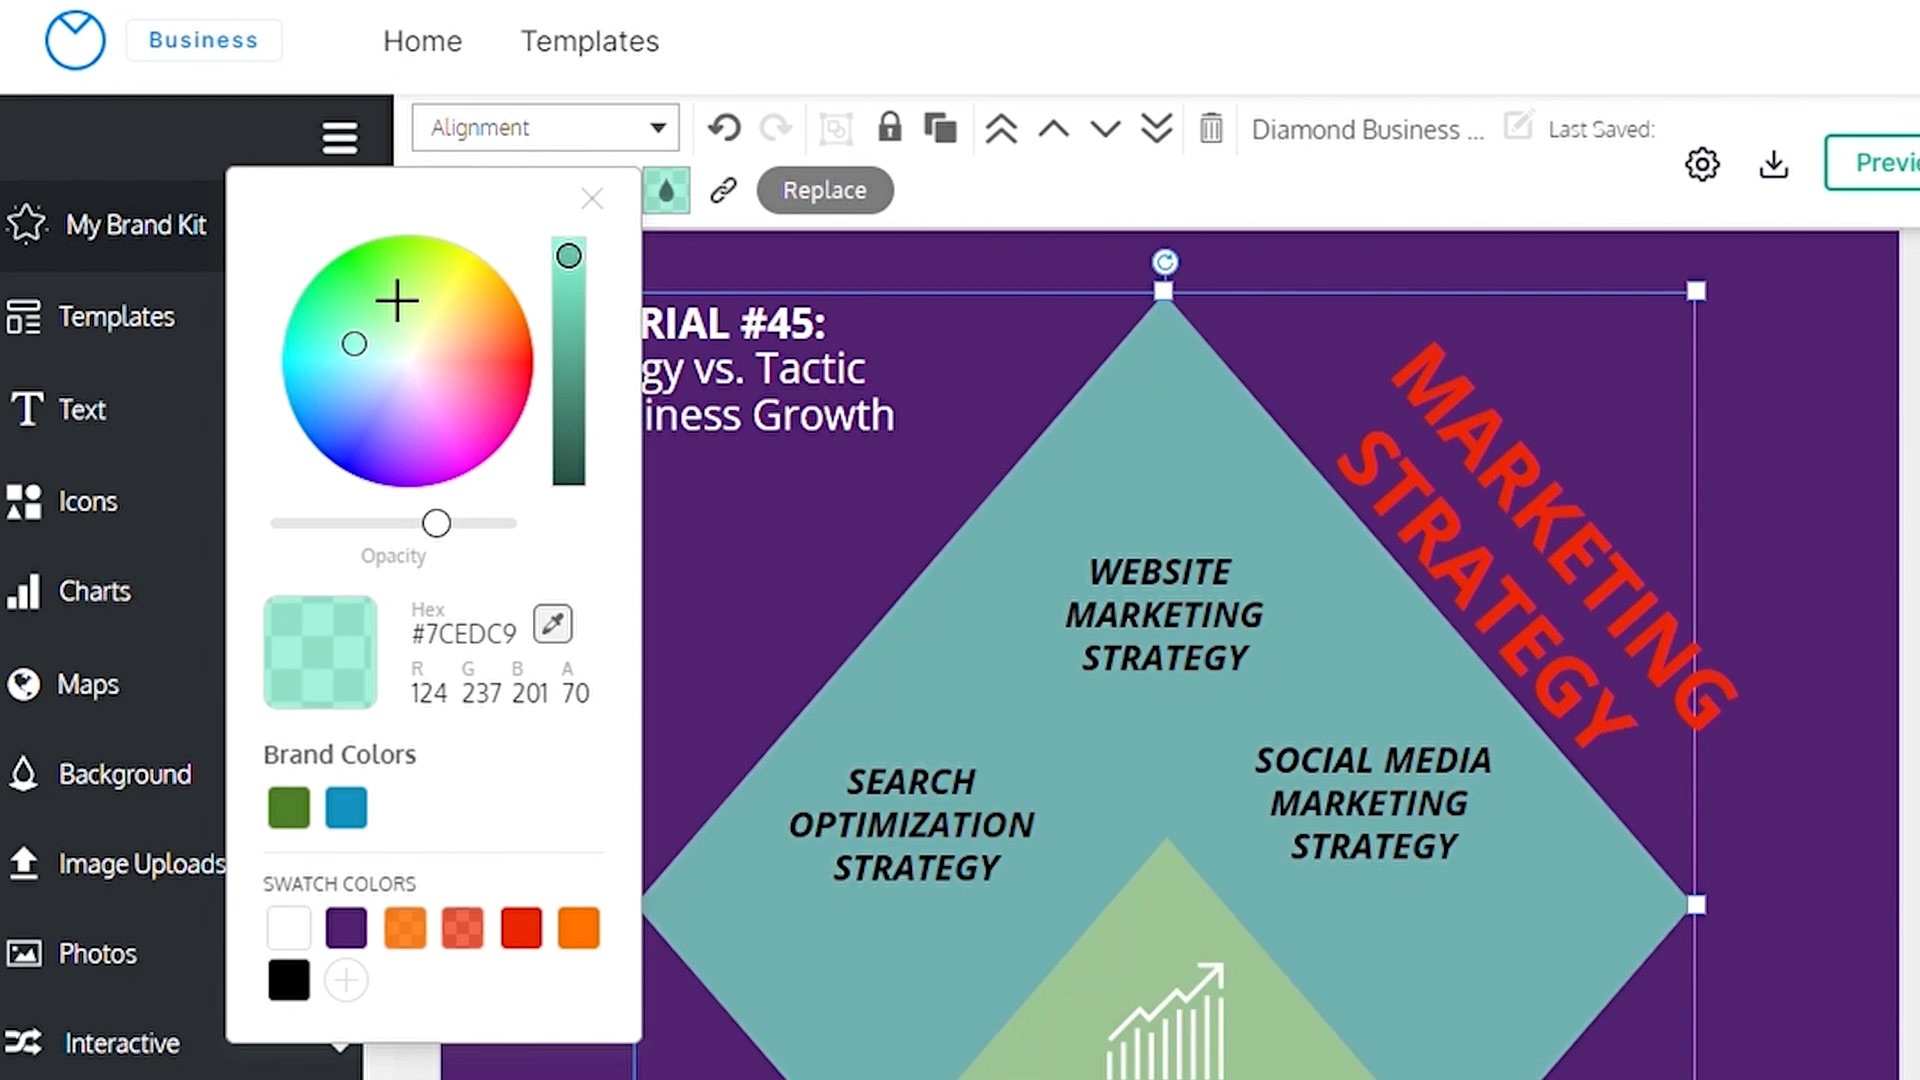 Business
Home
Templates
Alignment
Diamond Business ...
Last Saved:
Previe
Replace
My Brand Kit
Templates
Text
Icons
Charts
Maps
Background
Image Uploads
Photos
Interactive
Opacity
Hex
#7CEDC9
R G B A
124 237 201 70
Brand Colors
SWATCH COLORS
RIAL #45:
gy vs. Tactic
iness Growth
MARKETING
STRATEGY
WEBSITE
MARKETING
STRATEGY
SEARCH
OPTIMIZATION
STRATEGY
SOCIAL MEDIA
MARKETING
STRATEGY